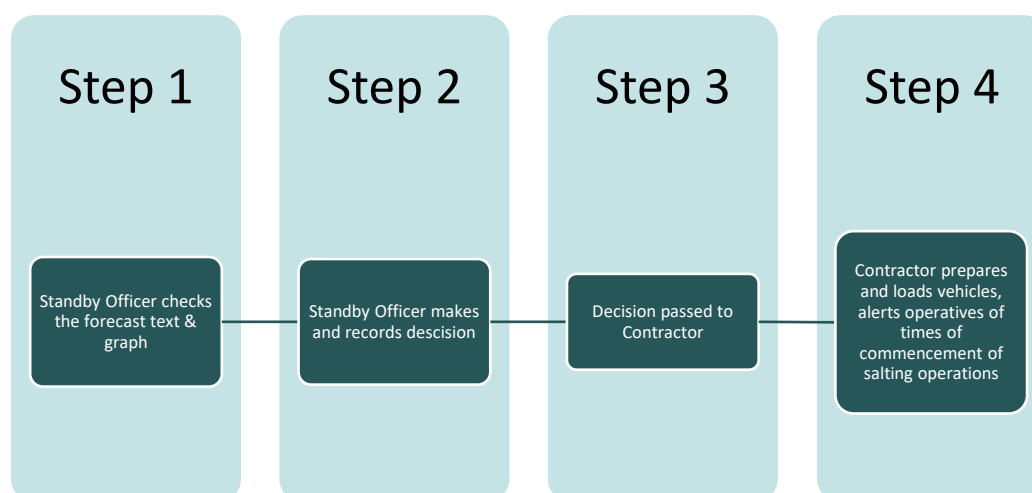 Step 1
Step 2
Step 3
Step 4
Standby Officer checks
the forecast text &
graph
Standby Officer makes
and records descision
Decision passed to
Contractor
Contractor prepares
and loads vehicles,
alerts operatives of
times of
commencement of
salting operations